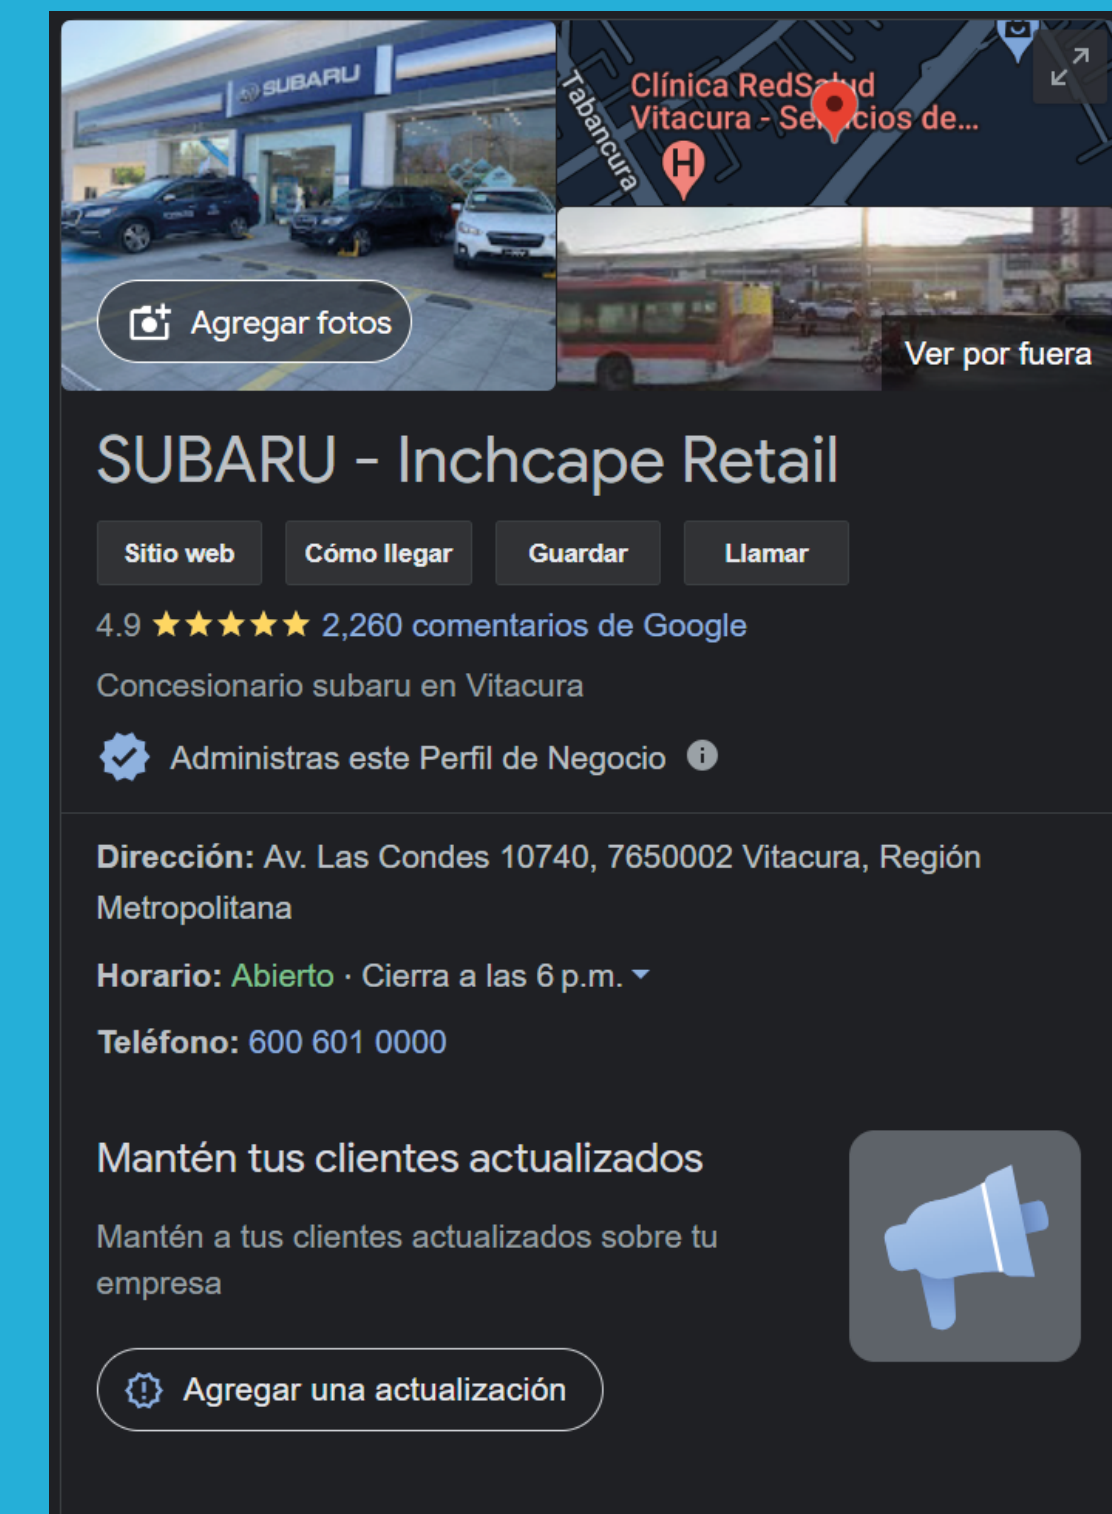 SUBARU
Agregar fotos
Tabancura
Clínica RedSalud
Vitacura - Servicios de...
H
Ver por fuera
SUBARU - Inchcape Retail
Sitio web
Cómo llegar
Guardar
Llamar
4.9 2,260 comentarios de Google
Concesionario subaru en Vitacura
Administras este Perfil de Negocio
Dirección: Av. Las Condes 10740, 7650002 Vitacura, Región
Metropolitana
Horario: Abierto · Cierra a las 6 p.m.
Teléfono: 600 601 0000
Mantén tus clientes actualizados
Mantén a tus clientes actualizados sobre tu
empresa
Agregar una actualización